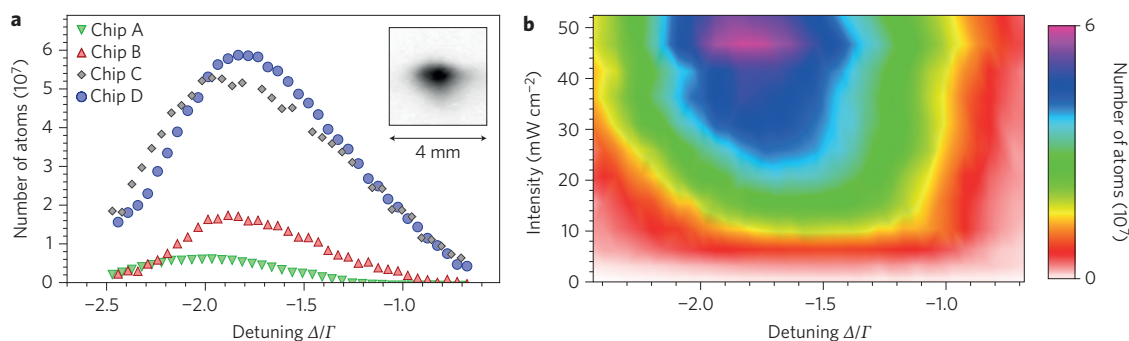 a
Number of atoms (10⁷)
6
5
4
3
2
1
0
Chip A
Chip B
Chip C
Chip D
4 mm
−2.5
−2.0
−1.5
−1.0
Detuning Δ/Γ
b
Intensity (mW cm⁻²)
50
40
30
20
10
0
−2.0
−1.5
−1.0
Detuning Δ/Γ
6
0
Number of atoms (10⁷)